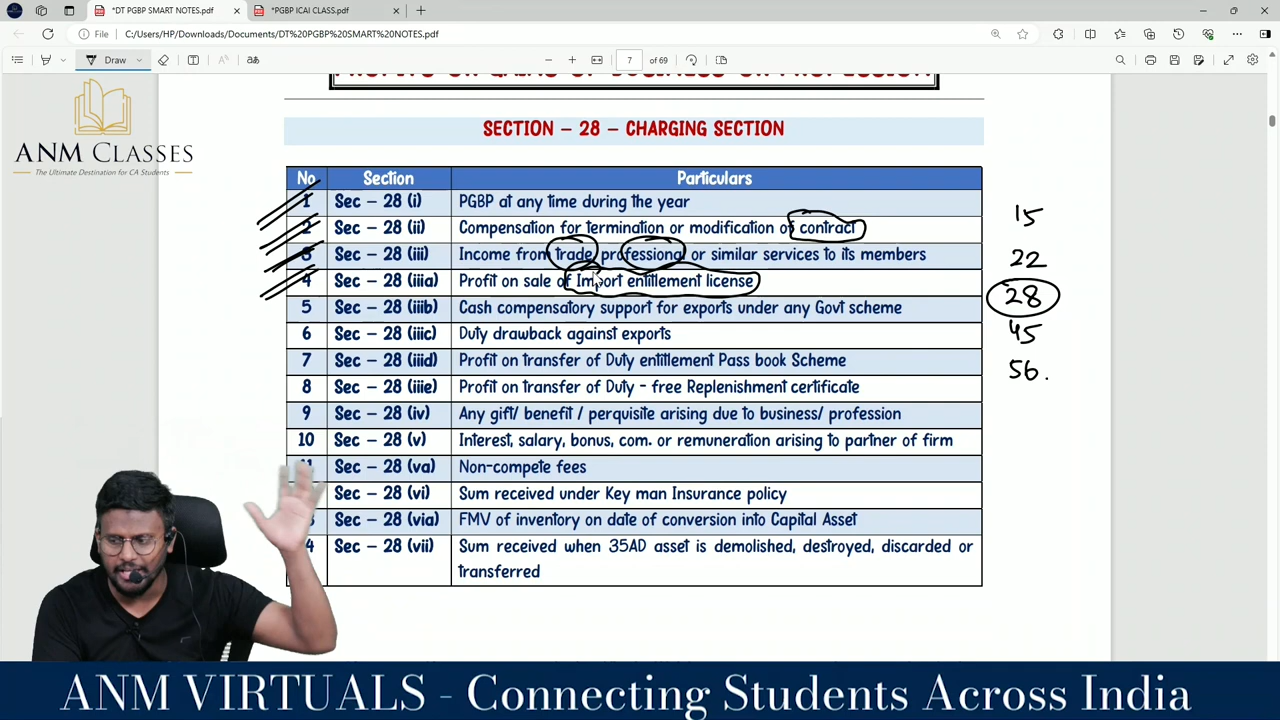 *DT PGBP SMART NOTES.pdf
*PGBP ICAI CLASS.pdf
File C:/Users/HP/Downloads/Documents/DT%20PGBP%20SMART%20NOTES.pdf
Draw 7 of 69
PROFITS OR GAINS OF BUSINESS OR PROFESSION
ANM CLASSES
The Ultimate Destination for CA Students
SECTION – 28 – CHARGING SECTION
No Section Particulars
1 Sec – 28 (i) PGBP at any time during the year
2 Sec – 28 (ii) Compensation for termination or modification of contract
3 Sec – 28 (iii) Income from trade, professional or similar services to its members
4 Sec – 28 (iiia) Profit on sale of Import entitlement license
5 Sec – 28 (iiib) Cash compensatory support for exports under any Govt scheme
6 Sec – 28 (iiic) Duty drawback against exports
7 Sec – 28 (iiid) Profit on transfer of Duty entitlement Pass book Scheme
8 Sec – 28 (iiie) Profit on transfer of Duty – free Replenishment certificate
9 Sec – 28 (iv) Any gift/ benefit / perquisite arising due to business/ profession
10 Sec – 28 (v) Interest, salary, bonus, com. or remuneration arising to partner of firm
Sec – 28 (va) Non-compete fees
Sec – 28 (vi) Sum received under Key man Insurance policy
Sec – 28 (via) FMV of inventory on date of conversion into Capital Asset
4 Sec – 28 (vii) Sum received when 35AD asset is demolished, destroyed, discarded or
transferred
15
22
28
45
56.
ANM VIRTUALS - Connecting Students Across India